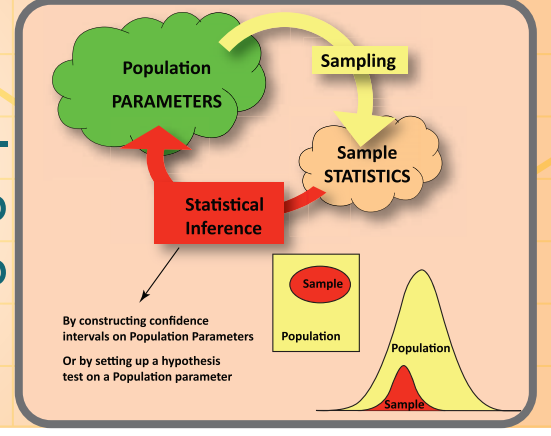 Population
PARAMETERS
Sampling
Sample
STATISTICS
Statistical
Inference
By constructing confidence
intervals on Population Parameters
Or by setting up a hypothesis
test on a Population parameter
Sample
Population
Population
Sample